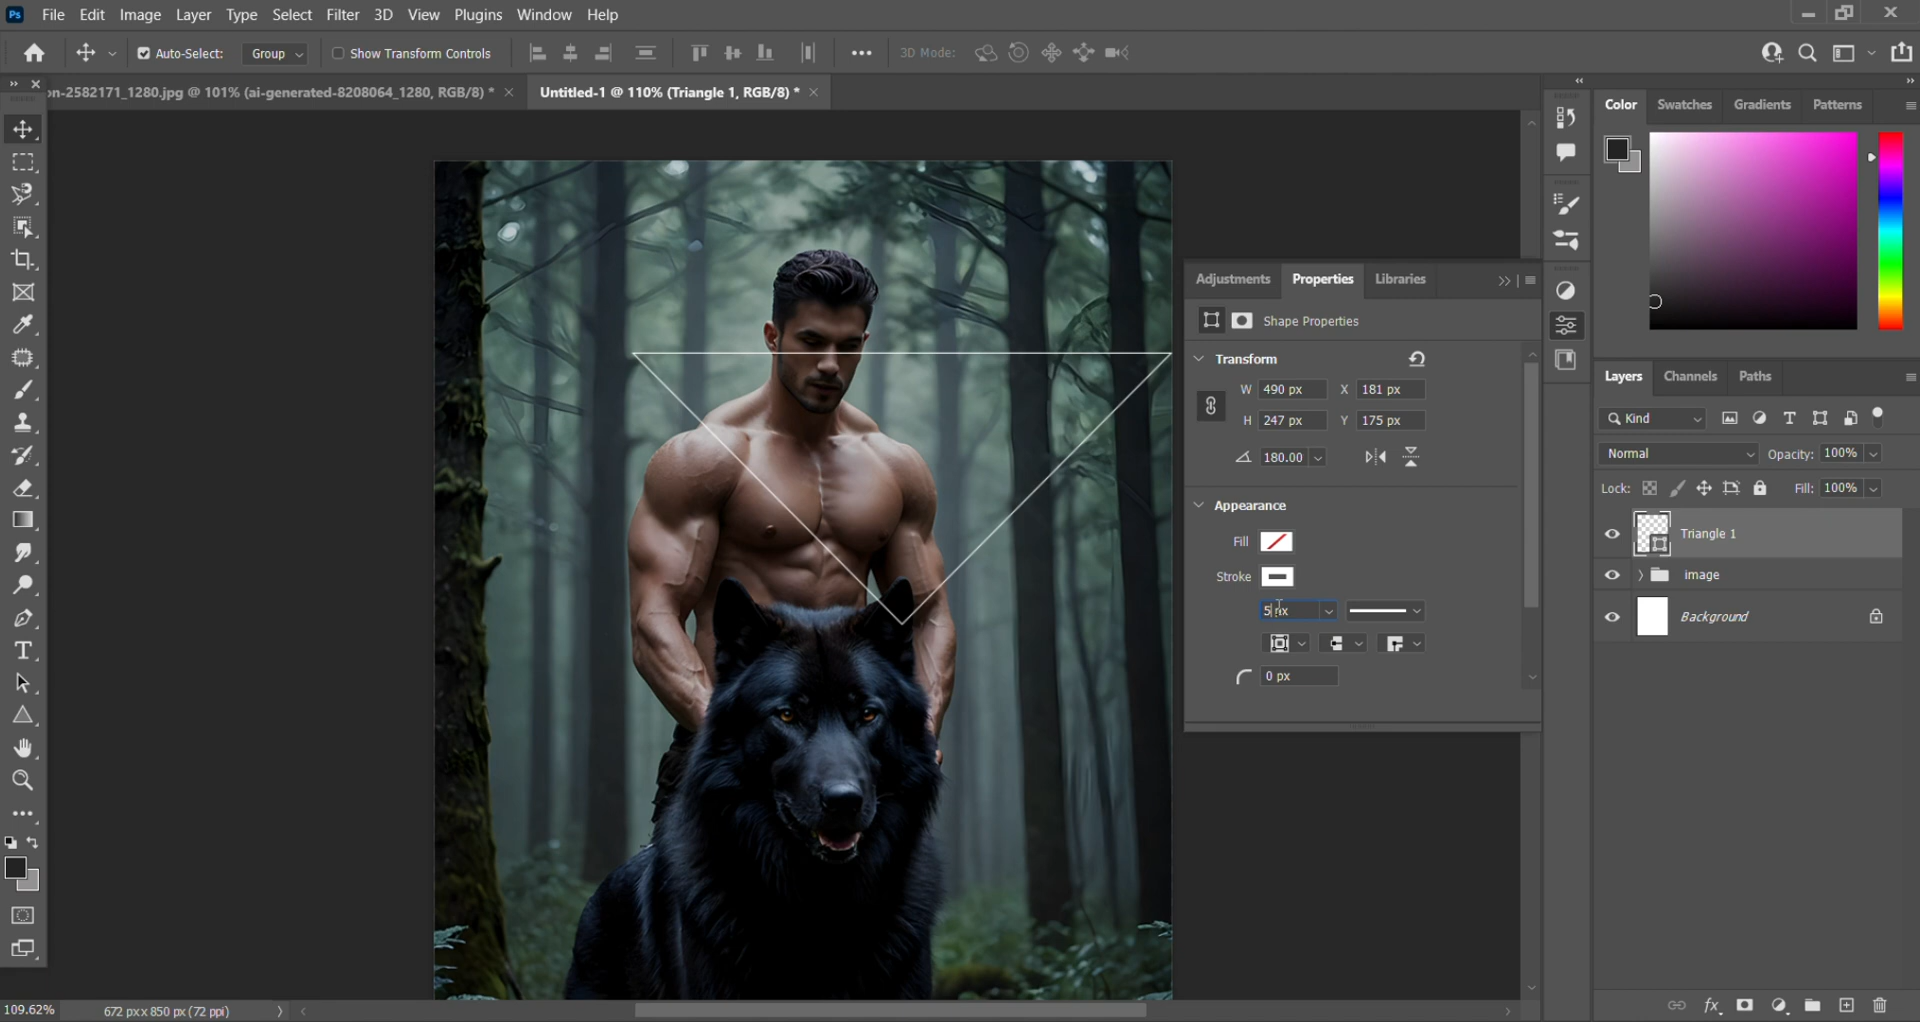 Ps File Edit Image Layer Type Select Filter 3D View Plugins Window Help
Auto-Select: Group Show Transform Controls 3D Mode:
on-2582171_1280.jpg @ 101% (ai-generated-8208064_1280, RGB/8) * Untitled-1 @ 110% (Triangle 1, RGB/8) *
Color Swatches Gradients Patterns
Adjustments Properties Libraries
Shape Properties
Transform
W 490 px X 181 px
H 247 px Y 175 px
180.00
Appearance
Fill
Stroke
5 px
0 px
Layers Channels Paths
Kind
Normal Opacity: 100%
Lock: Fill: 100%
Triangle 1
image
Background
109.62% 672 px x 850 px (72 ppi)